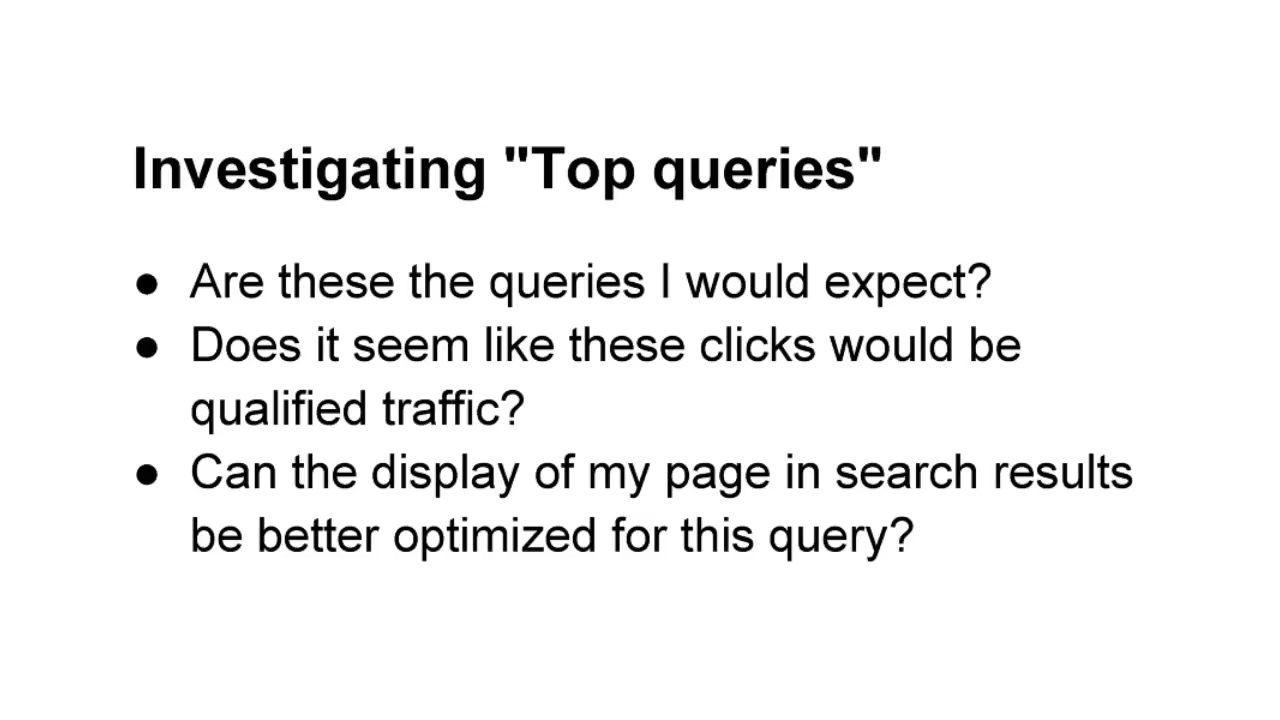 Investigating "Top queries"
● Are these the queries I would expect?
● Does it seem like these clicks would be
qualified traffic?
● Can the display of my page in search results
be better optimized for this query?